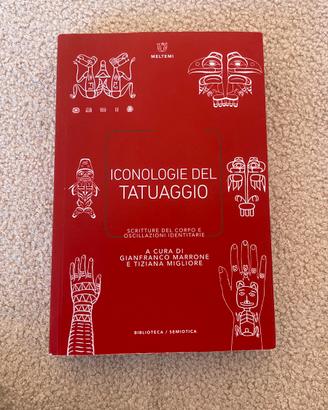 MELTEMI
ICONOLOGIE DEL
TATUAGGIO
SCRITTURE DEL CORPO E
OSCILLAZIONI IDENTITARIE
A CURA DI
GIANFRANCO MARRONE
E TIZIANA MIGLIORE
BIBLIOTECA / SEMIOTICA